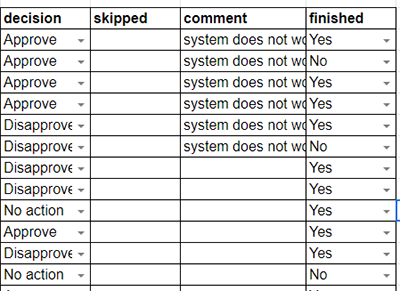 decision skipped comment finished
Approve system does not wo Yes
Approve system does not wo No
Approve system does not wo Yes
Approve system does not wo Yes
Disapprove system does not wo Yes
Disapprove system does not wo No
Disapprove Yes
Disapprove Yes
No action Yes
Approve Yes
Disapprove Yes
No action No